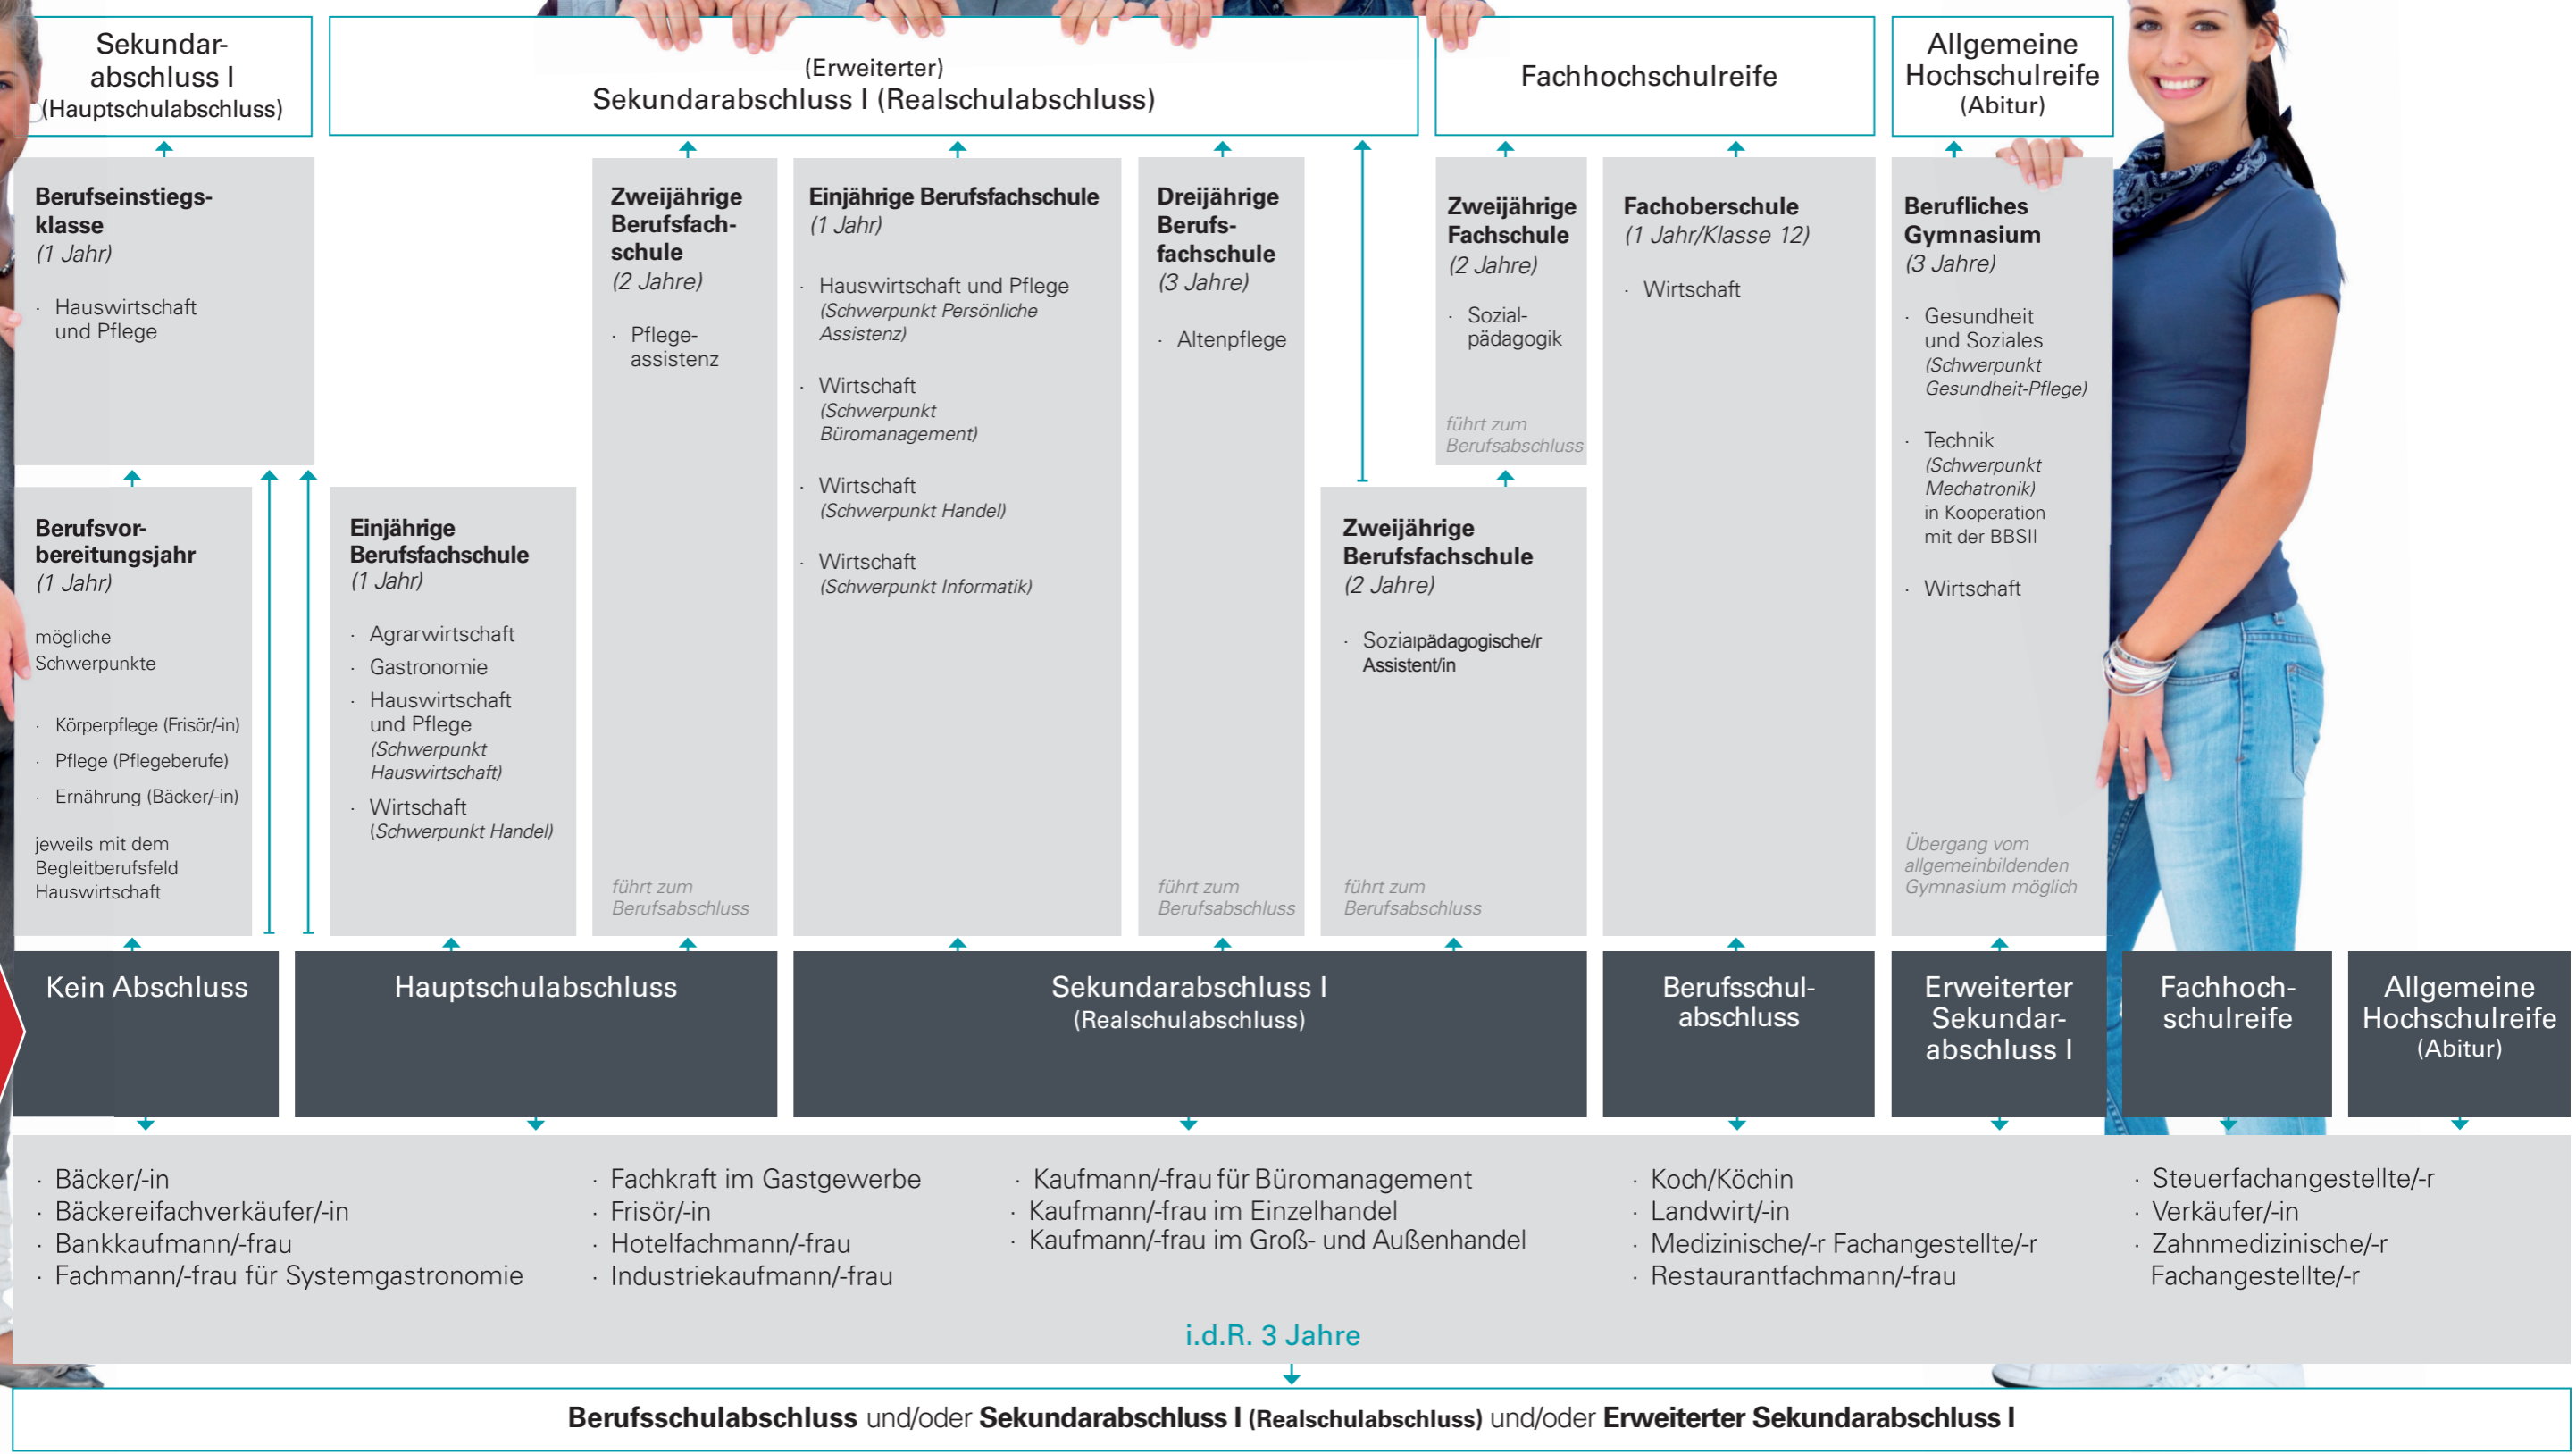 Sekundar-
abschluss I
(Hauptschulabschluss)
(Erweiterter)
Sekundarabschluss I (Realschulabschluss)
Fachhochschulreife
Allgemeine
Hochschulreife
(Abitur)
Berufseinstiegs-
klasse
(1 Jahr)
· Hauswirtschaft
und Pflege
Berufsvor-
bereitungsjahr
(1 Jahr)
mögliche
Schwerpunkte
· Körperpflege (Frisör/-in)
· Pflege (Pflegeberufe)
· Ernährung (Bäcker/-in)
jeweils mit dem
Begleitberufsfeld
Hauswirtschaft
Einjährige
Berufsfachschule
(1 Jahr)
· Agrarwirtschaft
· Gastronomie
· Hauswirtschaft
und Pflege
(Schwerpunkt
Hauswirtschaft)
· Wirtschaft
(Schwerpunkt Handel)
Zweijährige
Berufsfach-
schule
(2 Jahre)
· Pflege-
assistenz
führt zum
Berufsabschluss
Einjährige Berufsfachschule
(1 Jahr)
· Hauswirtschaft und Pflege
(Schwerpunkt Persönliche
Assistenz)
· Wirtschaft
(Schwerpunkt
Büromanagement)
· Wirtschaft
(Schwerpunkt Handel)
· Wirtschaft
(Schwerpunkt Informatik)
Dreijährige
Berufs-
fachschule
(3 Jahre)
· Altenpflege
führt zum
Berufsabschluss
Zweijährige
Fachschule
(2 Jahre)
· Sozial-
pädagogik
führt zum
Berufsabschluss
Zweijährige
Berufsfachschule
(2 Jahre)
· Sozialpädagogische/r
Assistent/in
führt zum
Berufsabschluss
Fachoberschule
(1 Jahr/Klasse 12)
· Wirtschaft
Berufliches
Gymnasium
(3 Jahre)
· Gesundheit
und Soziales
(Schwerpunkt
Gesundheit-Pflege)
· Technik
(Schwerpunkt
Mechatronik)
in Kooperation
mit der BBSII
· Wirtschaft
Übergang vom
allgemeinbildenden
Gymnasium möglich
Kein Abschluss
Hauptschulabschluss
Sekundarabschluss I
(Realschulabschluss)
Berufsschul-
abschluss
Erweiterter
Sekundar-
abschluss I
Fachhoch-
schulreife
Allgemeine
Hochschulreife
(Abitur)
· Bäcker/-in
· Bäckereifachverkäufer/-in
· Bankkaufmann/-frau
· Fachmann/-frau für Systemgastronomie
· Fachkraft im Gastgewerbe
· Frisör/-in
· Hotelfachmann/-frau
· Industriekaufmann/-frau
· Kaufmann/-frau für Büromanagement
· Kaufmann/-frau im Einzelhandel
· Kaufmann/-frau im Groß- und Außenhandel
· Koch/Köchin
· Landwirt/-in
· Medizinische/-r Fachangestellte/-r
· Restaurantfachmann/-frau
· Steuerfachangestellte/-r
· Verkäufer/-in
· Zahnmedizinische/-r
Fachangestellte/-r
i.d.R. 3 Jahre
Berufsschulabschluss und/oder Sekundarabschluss I (Realschulabschluss) und/oder Erweiterter Sekundarabschluss I